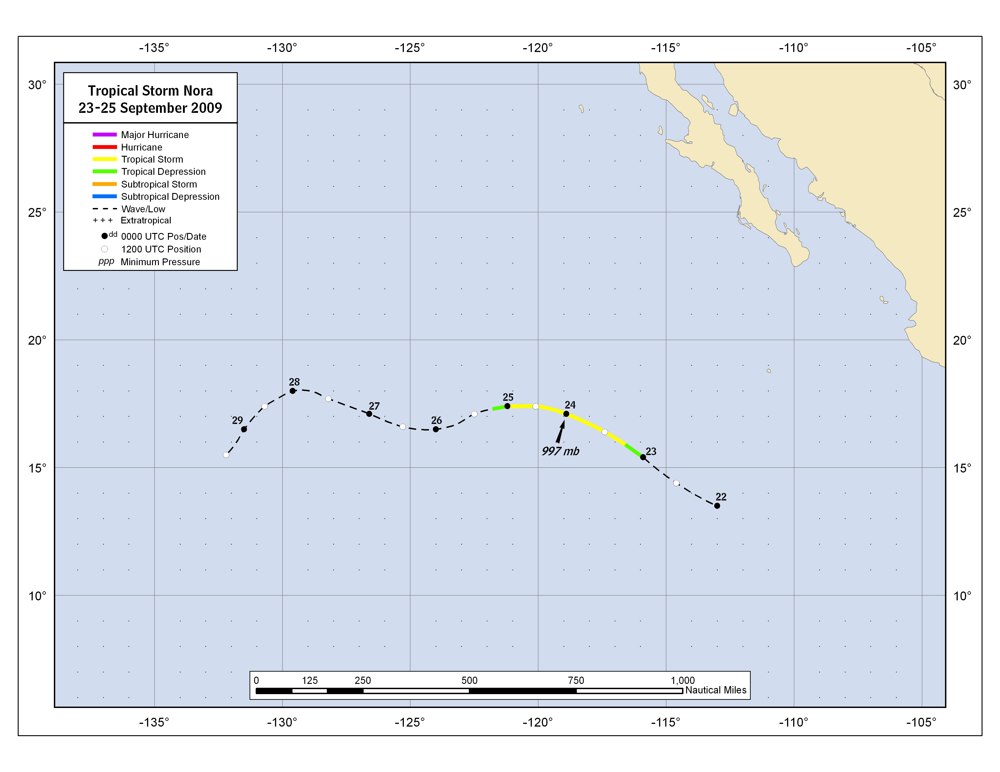 -135° -130° -125° -120° -115° -110° -105°
30° 30°
Tropical Storm Nora
23-25 September 2009
Major Hurricane
Hurricane
Tropical Storm
Tropical Depression
Subtropical Storm
Subtropical Depression
Wave/Low
+++ Extratropical
dd 0000 UTC Pos/Date
1200 UTC Position
ppp Minimum Pressure
25° 25°
20° 20°
28
25
27
24
29
26
997 mb
23
15° 15°
22
10° 10°
0 125 250 500 750 1,000
Nautical Miles
-135° -130° -125° -120° -115° -110° -105°